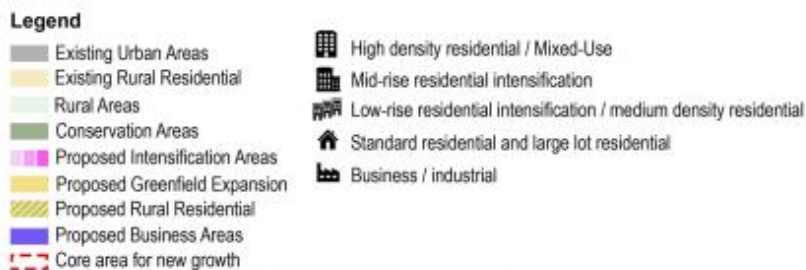 Legend
Existing Urban Areas
Existing Rural Residential
Rural Areas
Conservation Areas
Proposed Intensification Areas
Proposed Greenfield Expansion
Proposed Rural Residential
Proposed Business Areas
Core area for new growth
High density residential / Mixed-Use
Mid-rise residential intensification
Low-rise residential intensification / medium density residential
Standard residential and large lot residential
Business / industrial